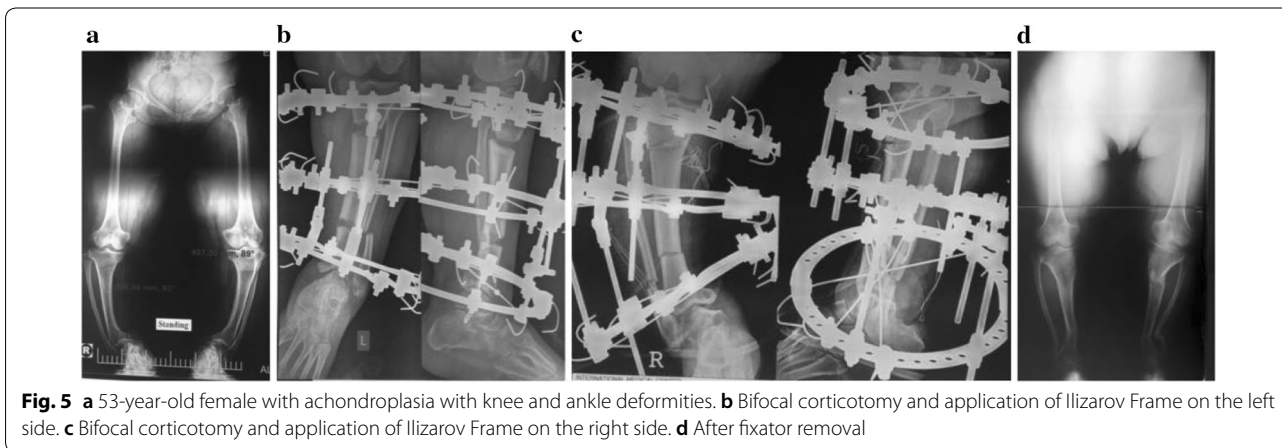 a b c d
Standing
R
L
R
INTERNATIONAL MEDICAL CENTER
Fig. 5 a 53-year-old female with achondroplasia with knee and ankle deformities. b Bifocal corticotomy and application of Ilizarov Frame on the left
side. c Bifocal corticotomy and application of Ilizarov Frame on the right side. d After fixator removal